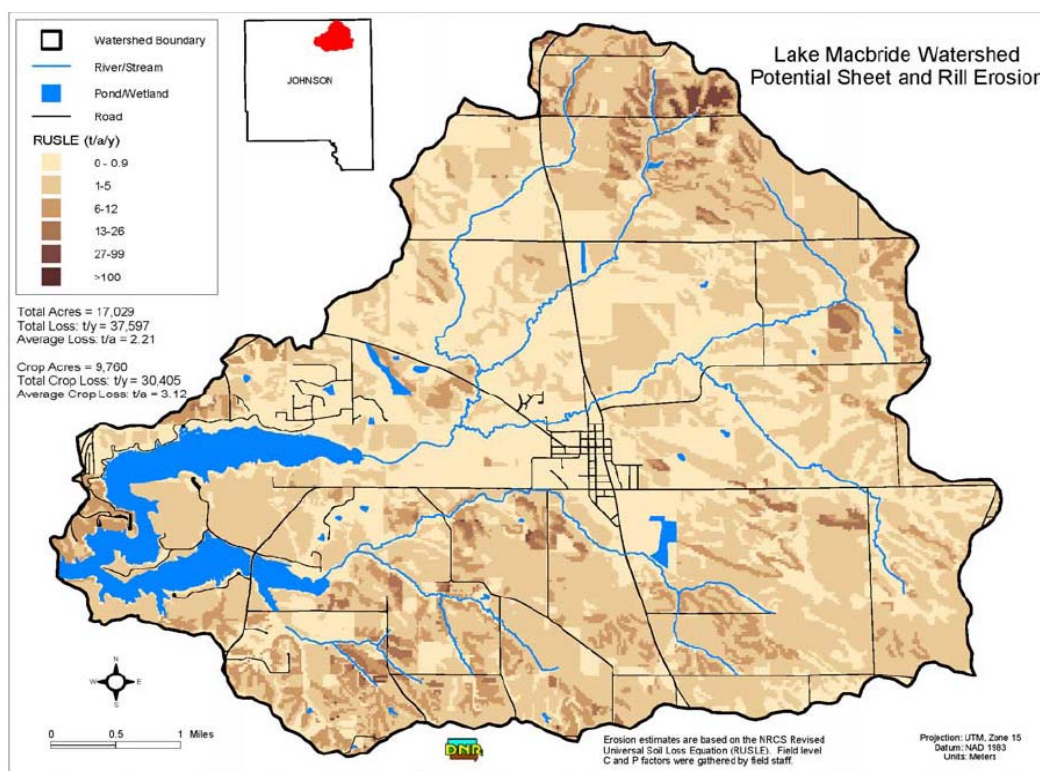 Lake Macbride Watershed
Potential Sheet and Rill Erosion
Watershed Boundary
River/Stream
Pond/Wetland
Road
RUSLE (t/a/y)
0 - 0.9
1-5
6-12
13-26
27-99
>100
JOHNSON
Total Acres = 17,029
Total Loss: t/y = 37,597
Average Loss: t/a = 2.21
Crop Acres = 9,760
Total Crop Loss: t/y = 30,405
Average Crop Loss: t/a = 3.12
N
W E
S
0 0.5 1 Miles
DNR
Erosion estimates are based on the NRCS Revised
Universal Soil Loss Equation (RUSLE). Field level
C and P factors were gathered by field staff.
Projection: UTM, Zone 15
Datum: NAD 1983
Units: Meters